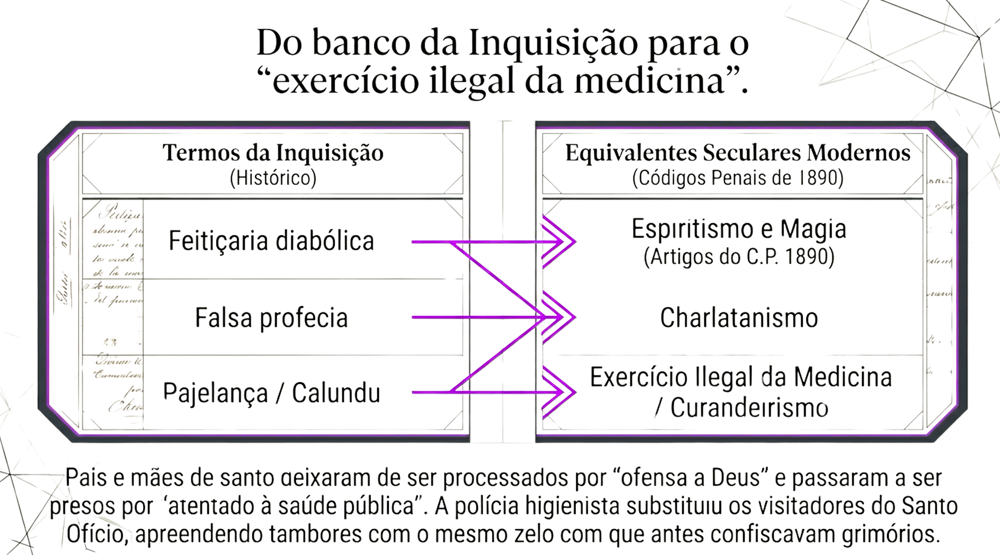 Do banco da Inquisição para o
“exercício ilegal da medicina”.
Termos da Inquisição
(Histórico)
Equivalentes Seculares Modernos
(Códigos Penais de 1890)
Feitiçaria diabólica
Espiritismo e Magia
(Artigos do C.P. 1890)
Falsa profecia
Charlatanismo
Pajelança / Calundu
Exercício Ilegal da Medicina
/ Curandeirismo
Pais e mães de santo deixaram de ser processados por “ofensa a Deus” e passaram a ser
presos por ‘atentado à saúde pública”. A polícia higienista substituiu os visitadores do Santo
Ofício, apreendendo tambores com o mesmo zelo com que antes confiscavam grimórios.